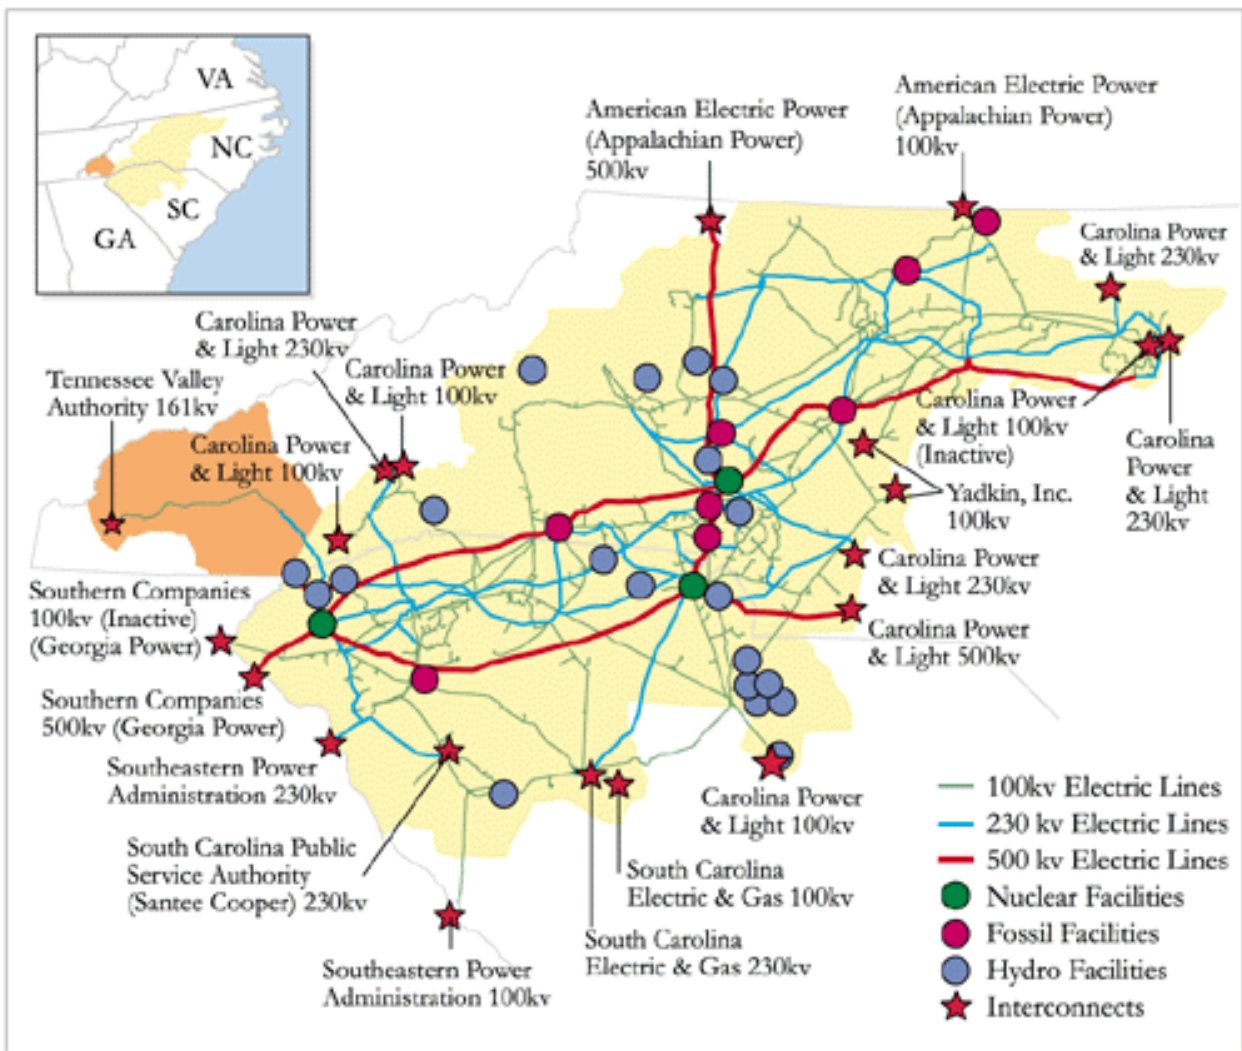 VA
NC
SC
GA
American Electric Power
(Appalachian Power)
500kv
American Electric Power
(Appalachian Power)
100kv
Carolina Power
& Light 230kv
Carolina Power
& Light 230kv
Carolina Power
& Light 100kv
Tennessee Valley
Authority 161kv
Carolina Power
& Light 100kv
Carolina Power
& Light 100kv
(Inactive)
Carolina
Power
& Light
230kv
Yadkin, Inc.
100kv
Carolina Power
& Light 230kv
Carolina Power
& Light 500kv
Southern Companies
100kv (Inactive)
(Georgia Power)
Southern Companies
500kv (Georgia Power)
Southeastern Power
Administration 230kv
South Carolina Public
Service Authority
(Santee Cooper) 230kv
Southeastern Power
Administration 100kv
Carolina Power
& Light 100kv
South Carolina
Electric & Gas 100kv
South Carolina
Electric & Gas 230kv
100kv Electric Lines
230 kv Electric Lines
500 kv Electric Lines
Nuclear Facilities
Fossil Facilities
Hydro Facilities
Interconnects